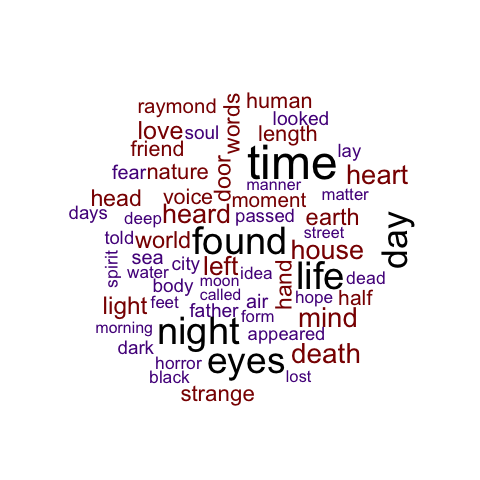 raymond
words
human
love
soul
looked
friend
length
door
time
lay
fear
nature
manner
heart
head
voice
moment
matter
days
deep
heard
passed
earth
day
told
world
found
street
house
spirit
sea
water
city
left
idea
hand
life
dead
body
moon
light
feet
called
father
air
hope
half
form
mind
morning
night
appeared
dark
horror
eyes
death
black
lost
strange